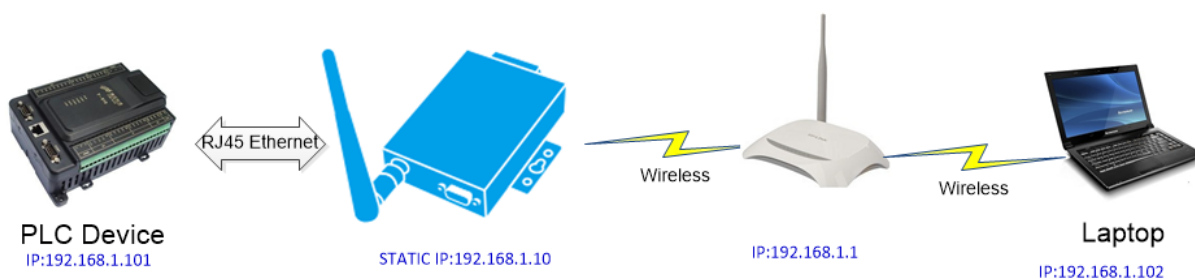 RJ45 Ethernet
Wireless
Wireless
PLC Device
IP:192.168.1.101
STATIC IP:192.168.1.10
IP:192.168.1.1
Laptop
IP:192.168.1.102